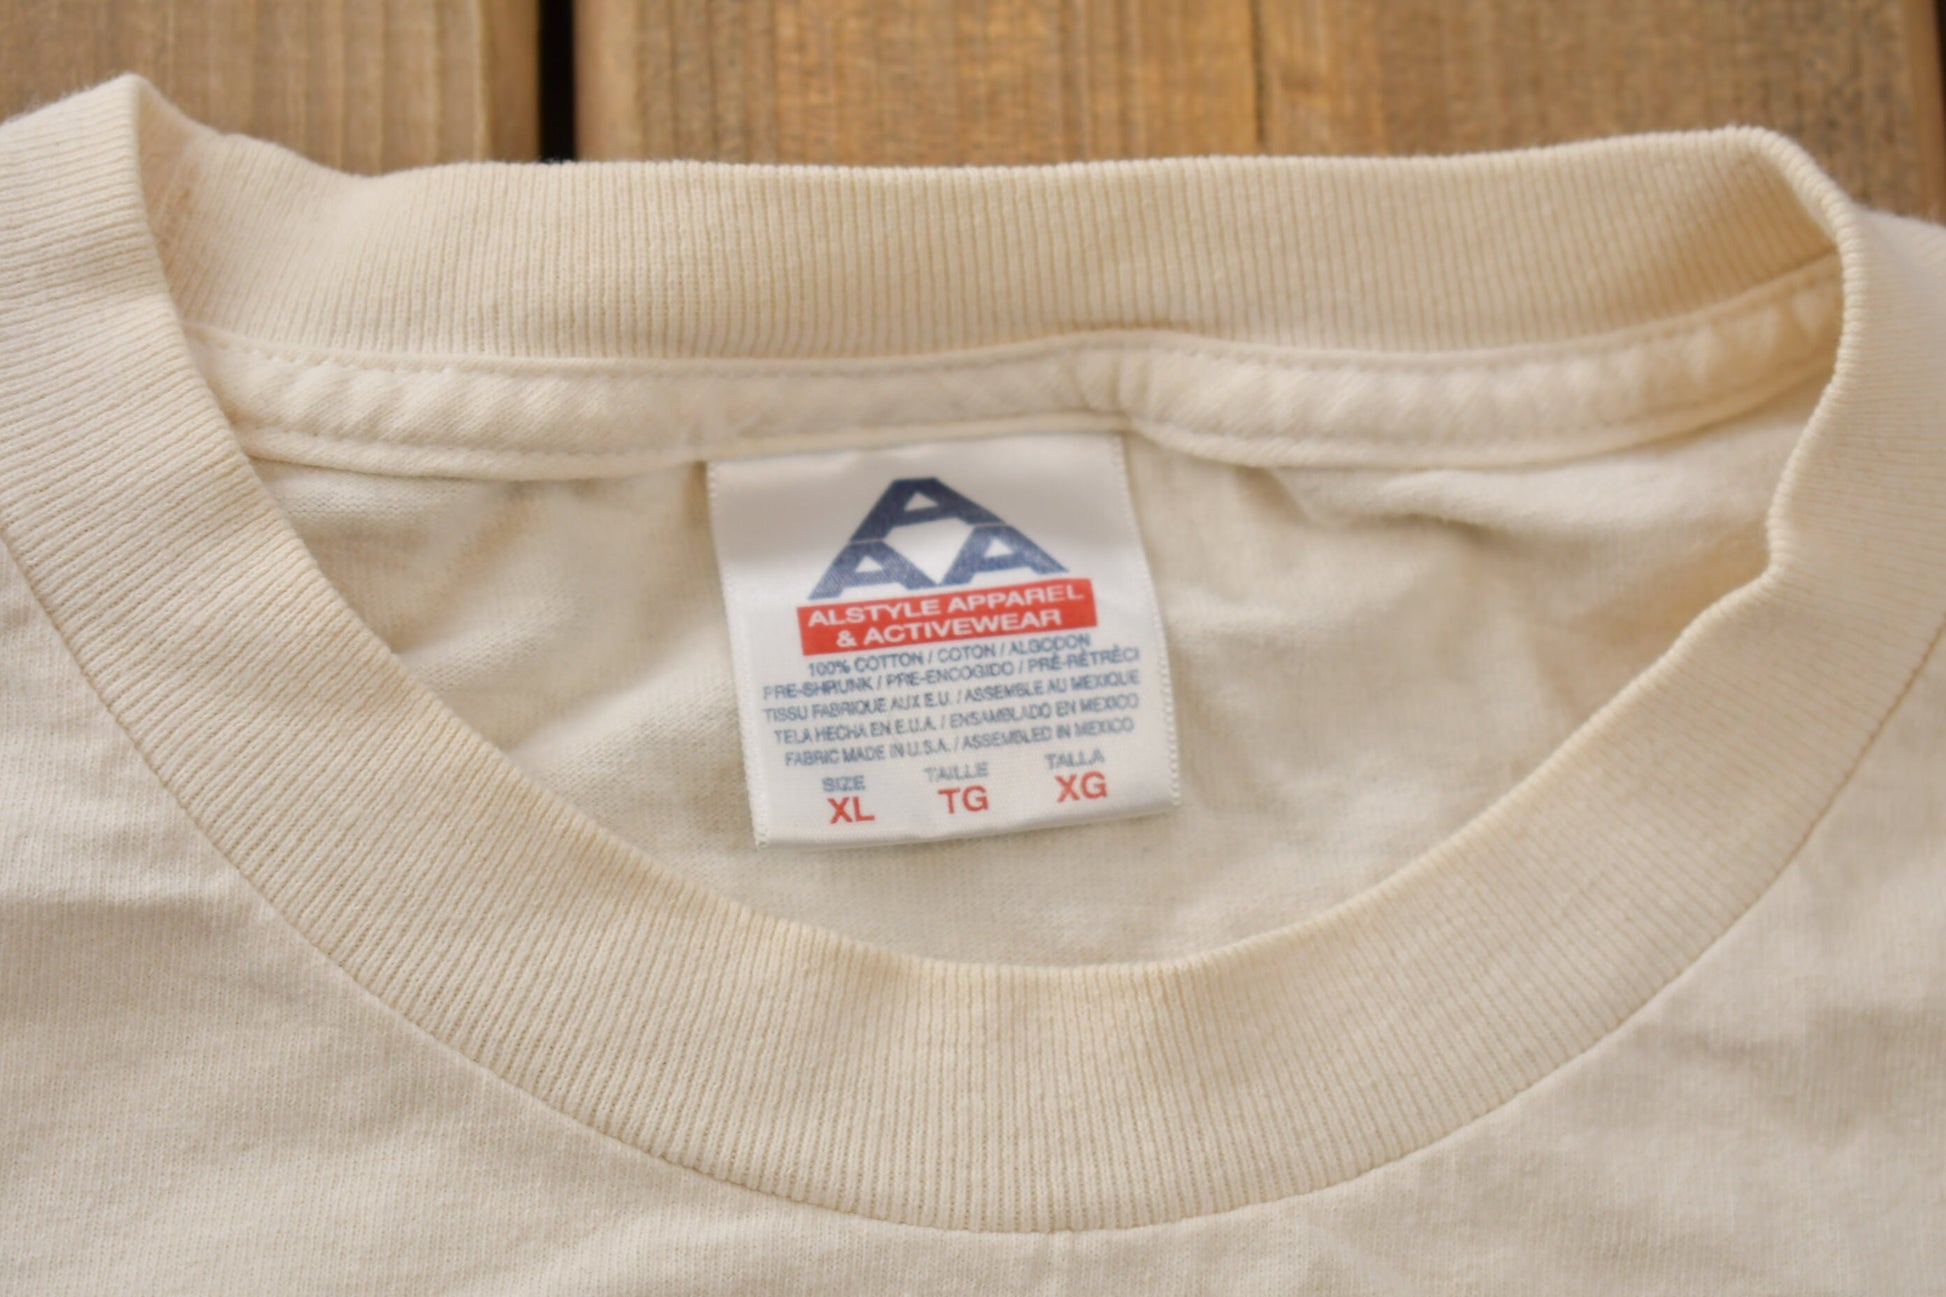 A
AA
ALSTYLE APPAREL
& ACTIVEWEAR
100% COTTON / COTON / ALGODON
PRE-SHRUNK / PRE-ENCOGIDO / PRÉ-RÉTRÉCI
TISSU FABRIQUE AUX E.U. / ASSEMBLE AU MEXIQUE
TELA HECHA EN E.U.A. / ENSAMBLADO EN MEXICO
FABRIC MADE IN U.S.A. / ASSEMBLED IN MEXICO
SIZE TAILLE TALLA
XL TG XG